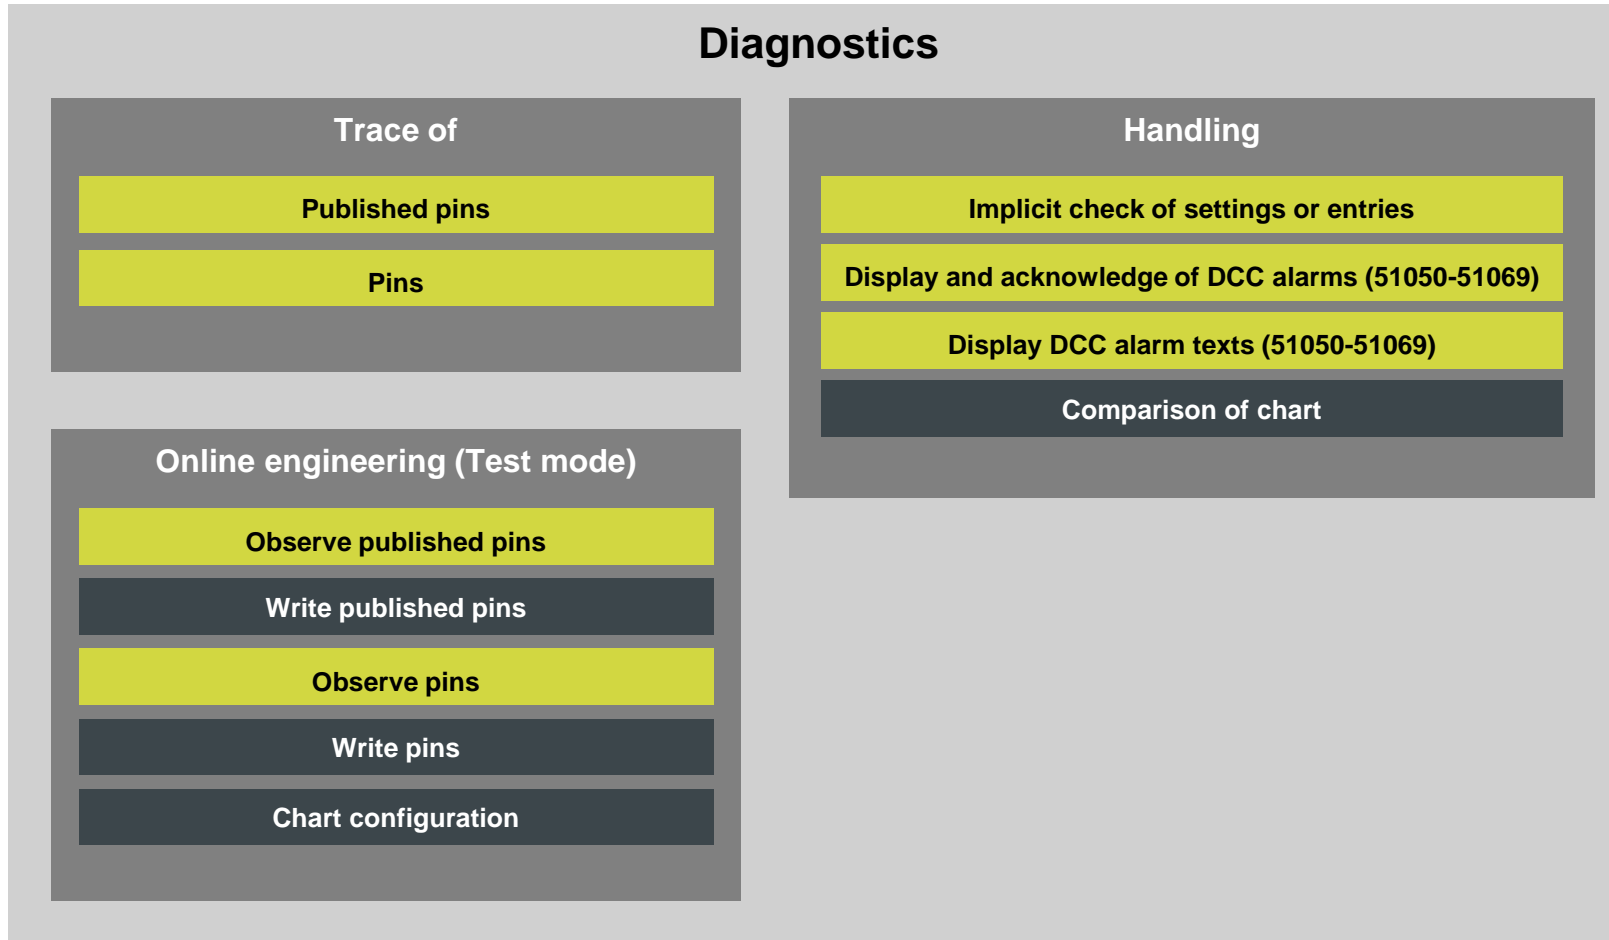 Diagnostics
Trace of
Published pins
Pins
Online engineering (Test mode)
Observe published pins
Write published pins
Observe pins
Write pins
Chart configuration
Handling
Implicit check of settings or entries
Display and acknowledge of DCC alarms (51050-51069)
Display DCC alarm texts (51050-51069)
Comparison of chart